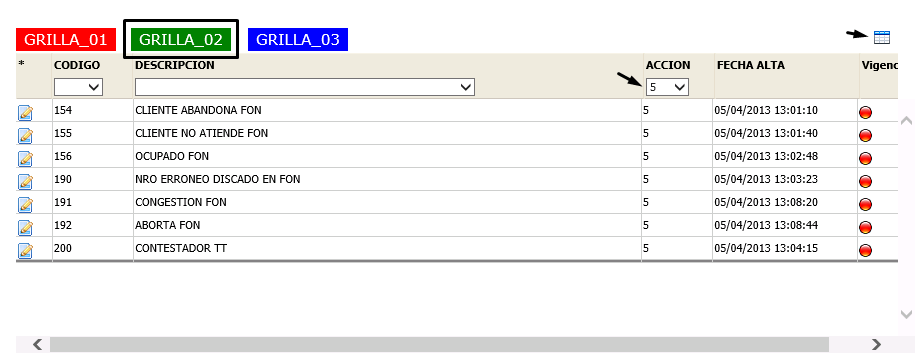 GRILLA_01 GRILLA_02 GRILLA_03
* CODIGO DESCRIPCION ACCION FECHA ALTA Vigenc
5
154 CLIENTE ABANDONA FON 5 05/04/2013 13:01:10
155 CLIENTE NO ATIENDE FON 5 05/04/2013 13:01:40
156 OCUPADO FON 5 05/04/2013 13:02:48
190 NRO ERRONEO DISCADO EN FON 5 05/04/2013 13:03:23
191 CONGESTION FON 5 05/04/2013 13:08:20
192 ABORTA FON 5 05/04/2013 13:08:44
200 CONTESTADOR TT 5 05/04/2013 13:04:15